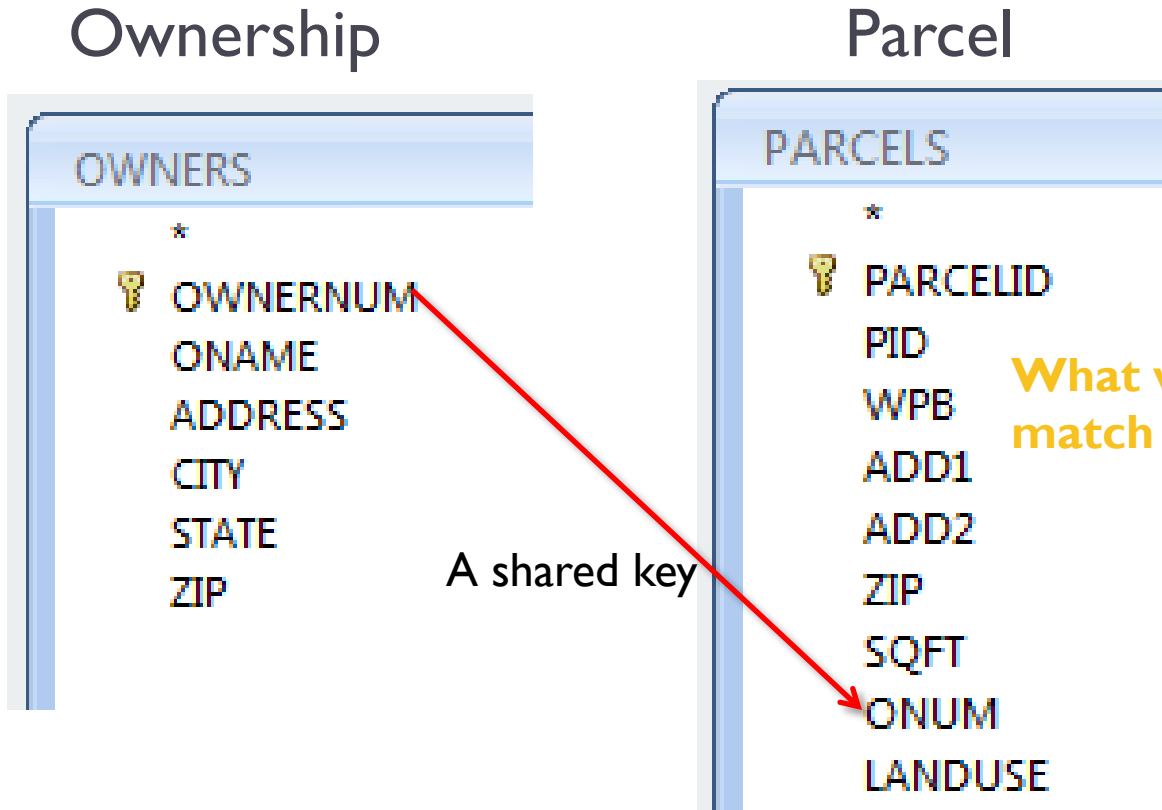 Ownership
Parcel
OWNERS
*
OWNERNUM
ONAME
ADDRESS
CITY
STATE
ZIP
A shared key
PARCELS
*
PARCELID
PID
WPB
ADD1
ADD2
ZIP
SQFT
ONUM
LANDUSE
What
match